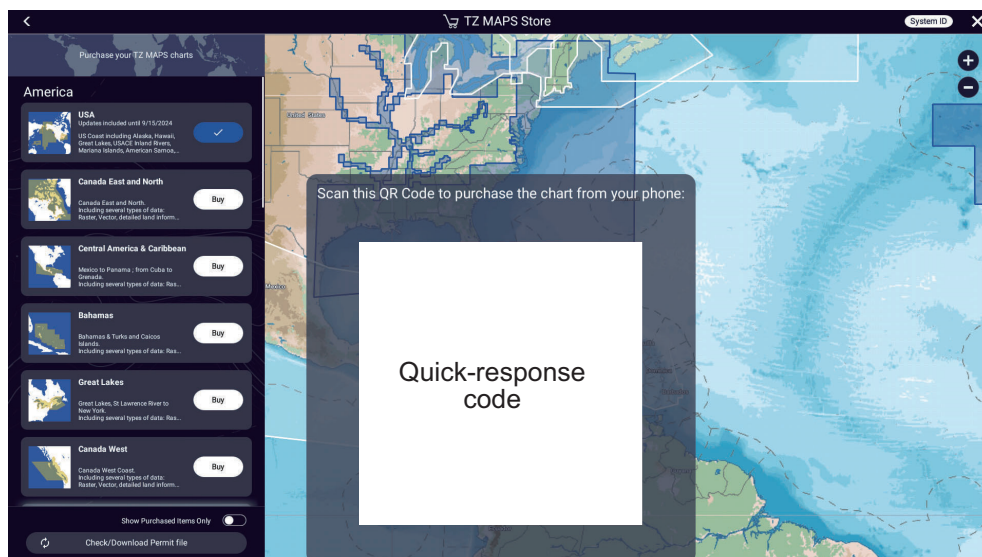 TZ MAPS Store
System ID
Purchase your TZ MAPS charts
America
USA
Updates included until 9/15/2024
US Coast including Alaska, Hawaii,
Great Lakes, USACE Inland Rivers,
Mariana Islands, American Samoa,...
Canada East and North
Canada East and North.
Including several types of data:
Raster, Vector, detailed land inform...
Buy
Central America & Caribbean
Mexico to Panama ; from Cuba to
Grenada.
Including several types of data: Ras...
Buy
Bahamas
Bahamas & Turks and Caicos
Islands.
Including several types of data: Ras...
Buy
Great Lakes
Great Lakes, St Lawrence River to
New York.
Including several types of data: Ras...
Buy
Canada West
Canada West Coast.
Including several types of data:
Raster, Vector, detailed land inform...
Buy
Show Purchased Items Only
Check/Download Permit file
United States
Mexico
Scan this QR Code to purchase the chart from your phone:
Quick-response
code